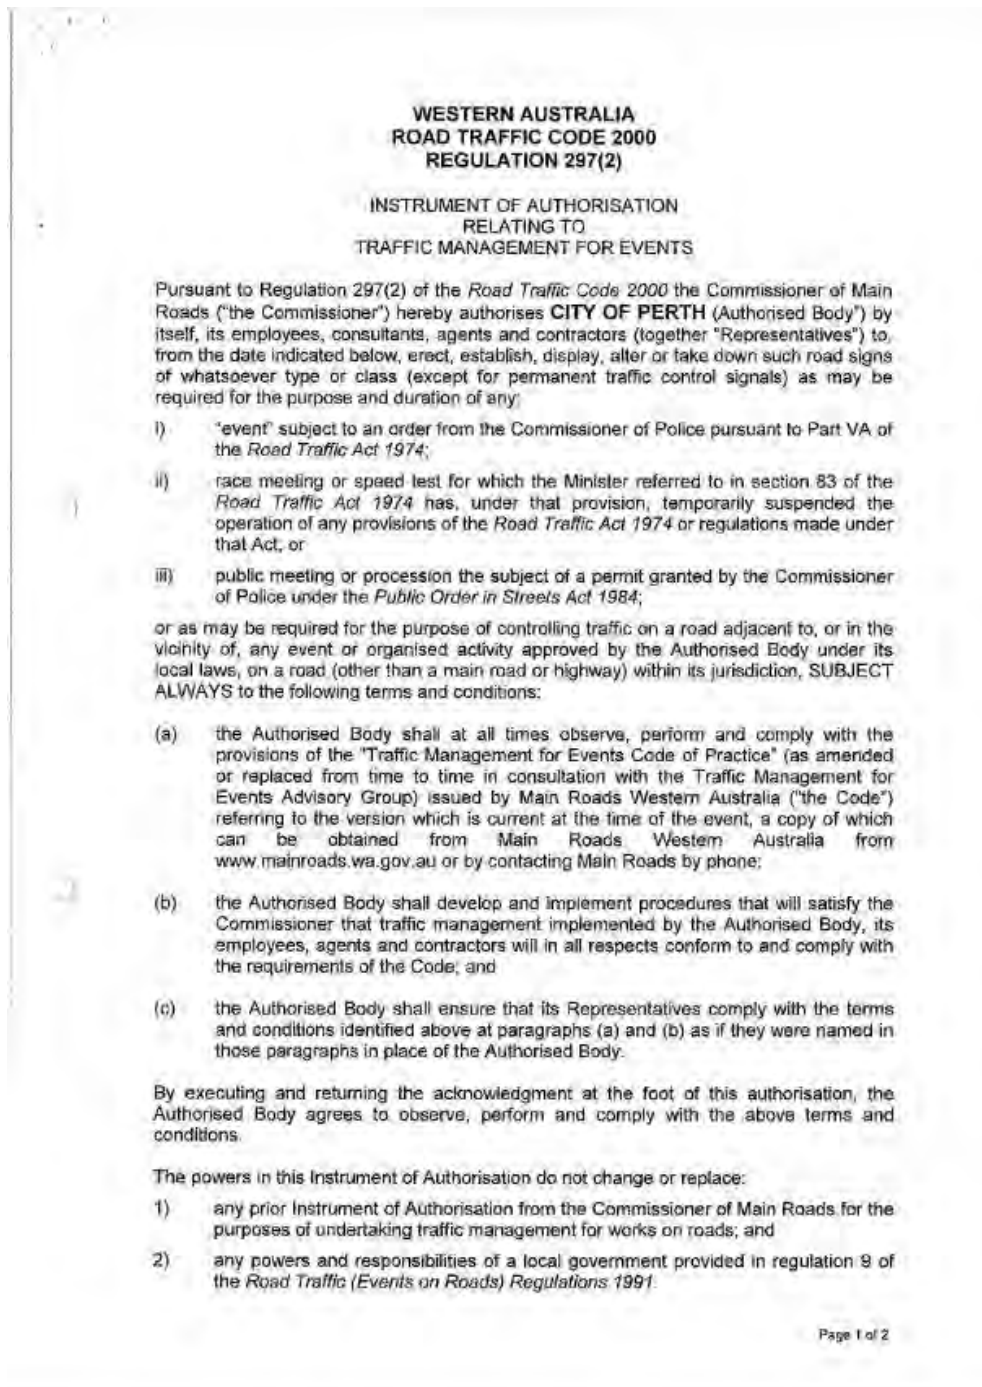 WESTERN AUSTRALIA
ROAD TRAFFIC CODE 2000
REGULATION 297(2)
INSTRUMENT OF AUTHORISATION
RELATING TO
TRAFFIC MANAGEMENT FOR EVENTS
Pursuant to Regulation 297(2) of the Road Traffic Code 2000 the Commissioner of Main
Roads ("the Commissioner") hereby authorises CITY OF PERTH (Authorised Body") by
itself, its employees, consultants, agents and contractors (together "Representatives") to,
from the date indicated below, erect, establish, display, alter or take down such road signs
of whatsoever type or class (except for permanent traffic control signals) as may be
required for the purpose and duration of any:
i) "event" subject to an order from the Commissioner of Police pursuant to Part VA of
the Road Traffic Act 1974;
ii) race meeting or speed test for which the Minister referred to in section 83 of the
Road Traffic Act 1974 has, under that provision, temporarily suspended the
operation of any provisions of the Road Traffic Act 1974 or regulations made under
that Act; or
iii) public meeting or procession the subject of a permit granted by the Commissioner
of Police under the Public Order in Streets Act 1984;
or as may be required for the purpose of controlling traffic on a road adjacent to, or in the
vicinity of, any event or organised activity approved by the Authorised Body under its
local laws, on a road (other than a main road or highway) within its jurisdiction, SUBJECT
ALWAYS to the following terms and conditions:
(a) the Authorised Body shall at all times observe, perform and comply with the
provisions of the "Traffic Management for Events Code of Practice" (as amended
or replaced from time to time in consultation with the Traffic Management for
Events Advisory Group) issued by Main Roads Western Australia ("the Code")
referring to the version which is current at the time of the event, a copy of which
can be obtained from Main Roads Western Australia from
www.mainroads.wa.gov.au or by contacting Main Roads by phone;
(b) the Authorised Body shall develop and implement procedures that will satisfy the
Commissioner that traffic management implemented by the Authorised Body, its
employees, agents and contractors will in all respects conform to and comply with
the requirements of the Code; and
(c) the Authorised Body shall ensure that its Representatives comply with the terms
and conditions identified above at paragraphs (a) and (b) as if they were named in
those paragraphs in place of the Authorised Body.
By executing and returning the acknowledgment at the foot of this authorisation, the
Authorised Body agrees to observe, perform and comply with the above terms and
conditions.
The powers in this Instrument of Authorisation do not change or replace:
1) any prior Instrument of Authorisation from the Commissioner of Main Roads for the
purposes of undertaking traffic management for works on roads; and
2) any powers and responsibilities of a local government provided in regulation 9 of
the Road Traffic (Events on Roads) Regulations 1991.
Page 1 of 2